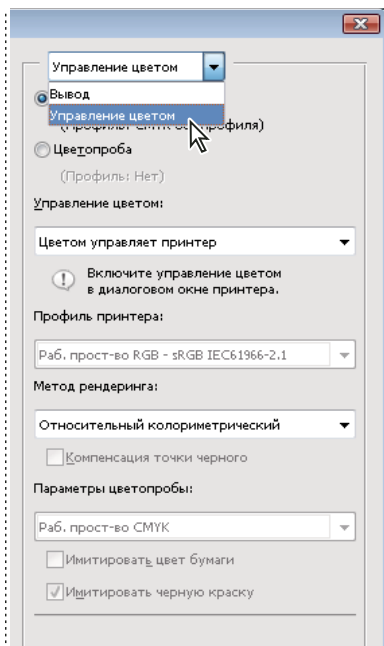 Управление цветом
Вывод
Управление цветом
(Профиль: CMYK без профиля)
Цветопроба
(Профиль: Нет)
Управление цветом:
Цветом управляет принтер
Включите управление цветом
в диалоговом окне принтера.
Профиль принтера:
Раб. прост-во RGB - sRGB IEC61966-2.1
Метод рендеринга:
Относительный колориметрический
Компенсация точки черного
Параметры цветопробы:
Раб. прост-во CMYK
Имитировать цвет бумаги
Имитировать черную краску